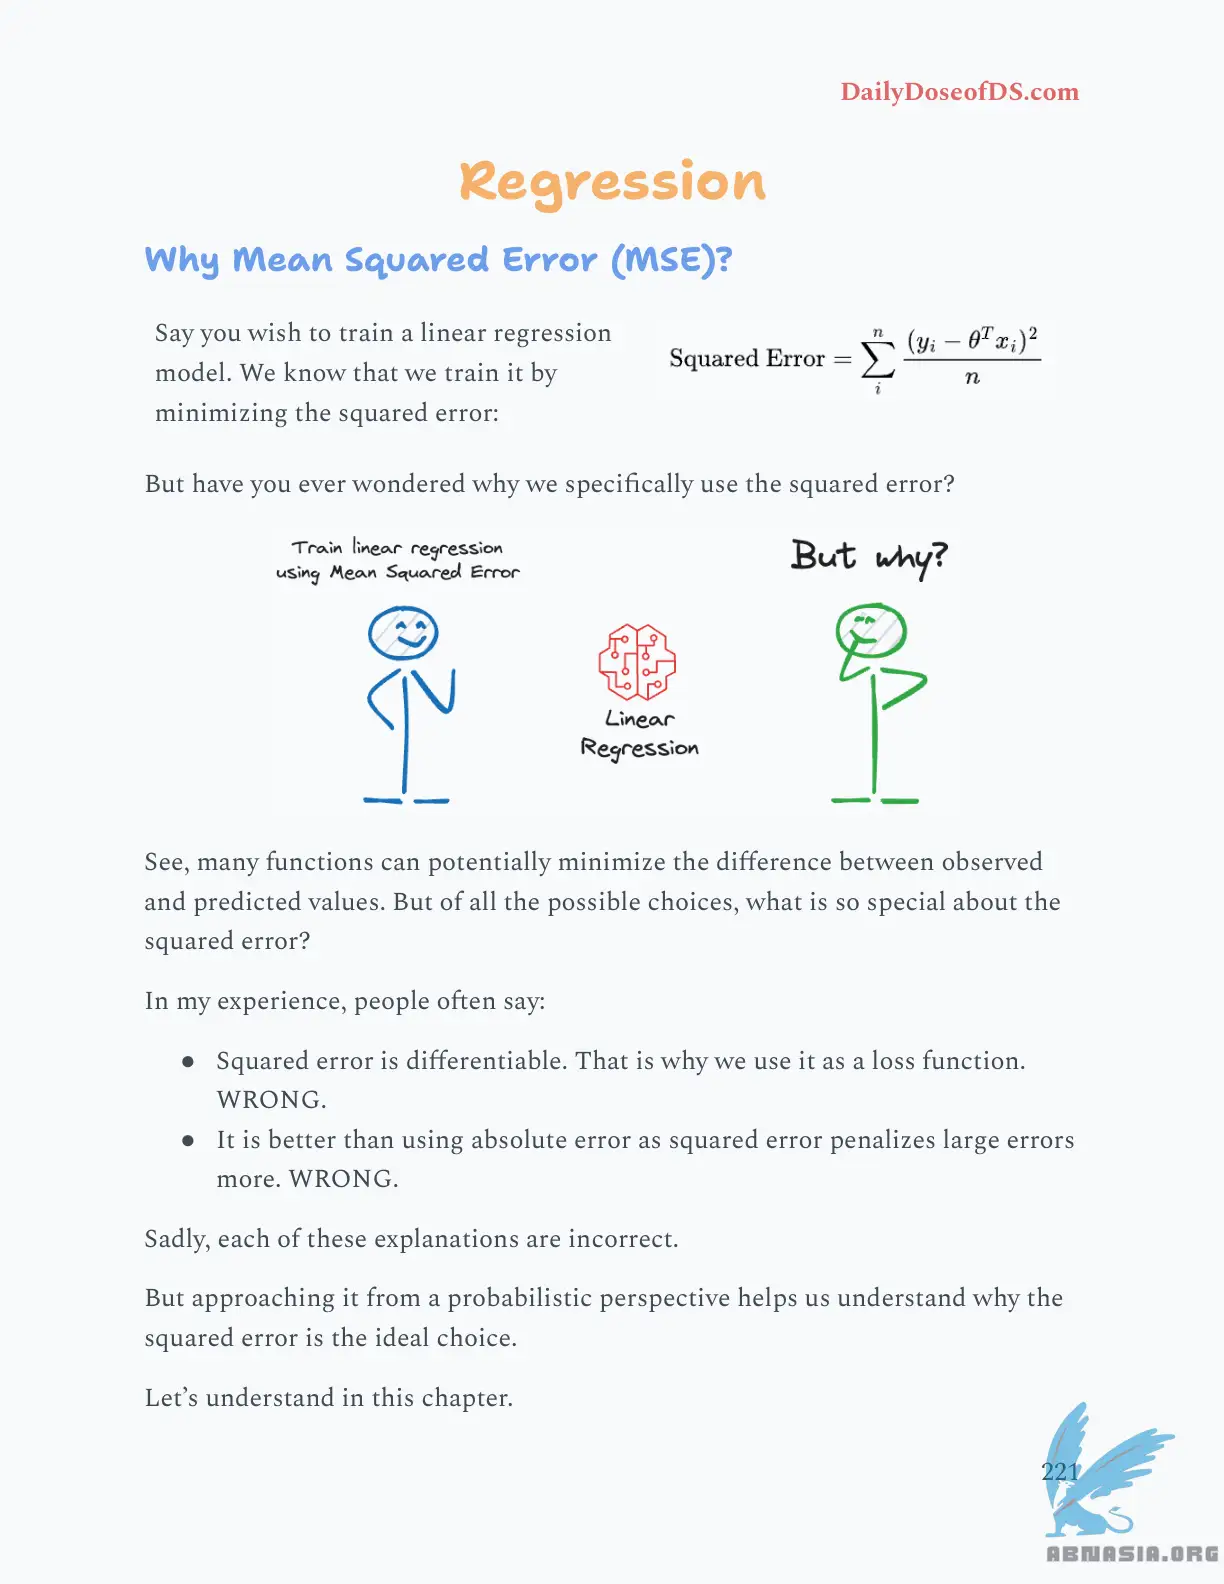 DailyDoseofDS.com
Regression
Why Mean Squared Error (MSE)?
Say you wish to train a linear regression
model. We know that we train it by
minimizing the squared error:
Squared Error = \sum_{i}^{n} \frac{(y_i - \theta^T x_i)^2}{n}
But have you ever wondered why we specifically use the squared error?
Train linear regression
using Mean Squared Error
But why?
Linear
Regression
See, many functions can potentially minimize the difference between observed
and predicted values. But of all the possible choices, what is so special about the
squared error?
In my experience, people often say:
● Squared error is differentiable. That is why we use it as a loss function.
WRONG.
● It is better than using absolute error as squared error penalizes large errors
more. WRONG.
Sadly, each of these explanations are incorrect.
But approaching it from a probabilistic perspective helps us understand why the
squared error is the ideal choice.
Let’s understand in this chapter.
221
ABNASIA.ORG